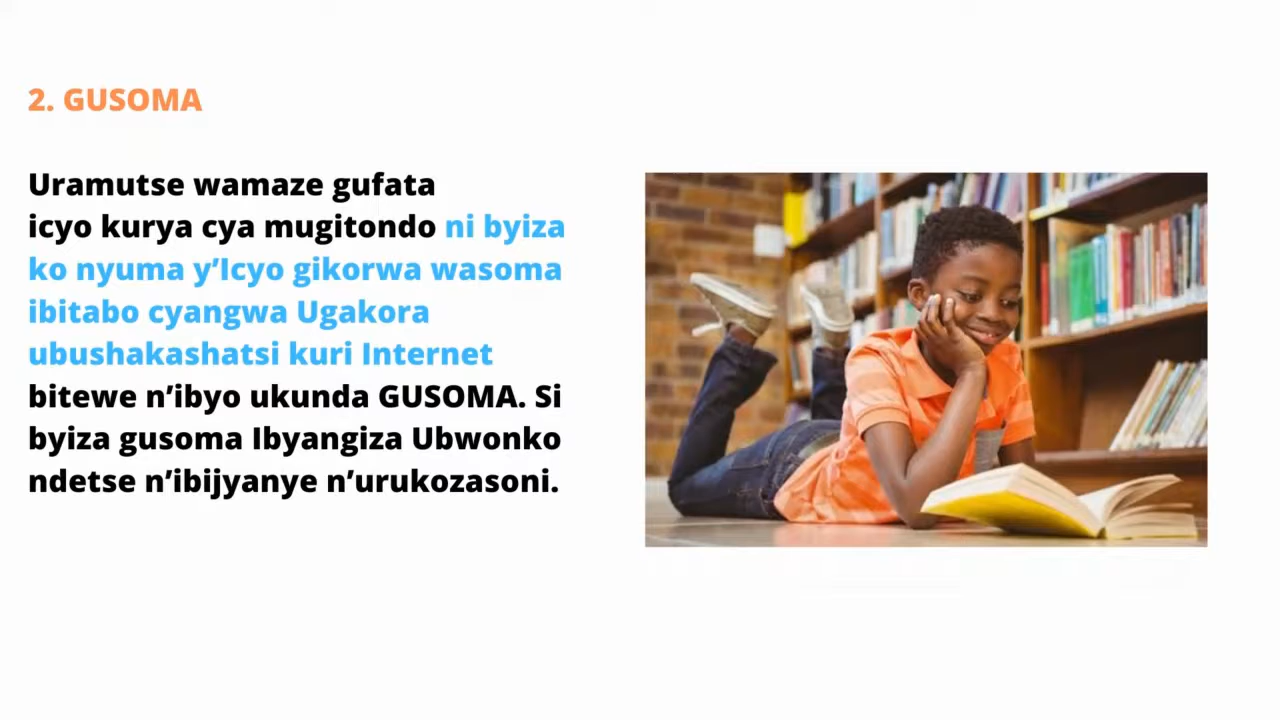 2. GUSOMA
Uramutse wamaze gufata
icyo kurya cya mugitondo ni byiza
ko nyuma y’Icyo gikorwa wasoma
ibitabo cyangwa Ugakora
ubushakashatsi kuri Internet
bitewe n’ibyo ukunda GUSOMA. Si
byiza gusoma Ibyangiza Ubwonko
ndetse n’ibijyanye n’urukozasoni.